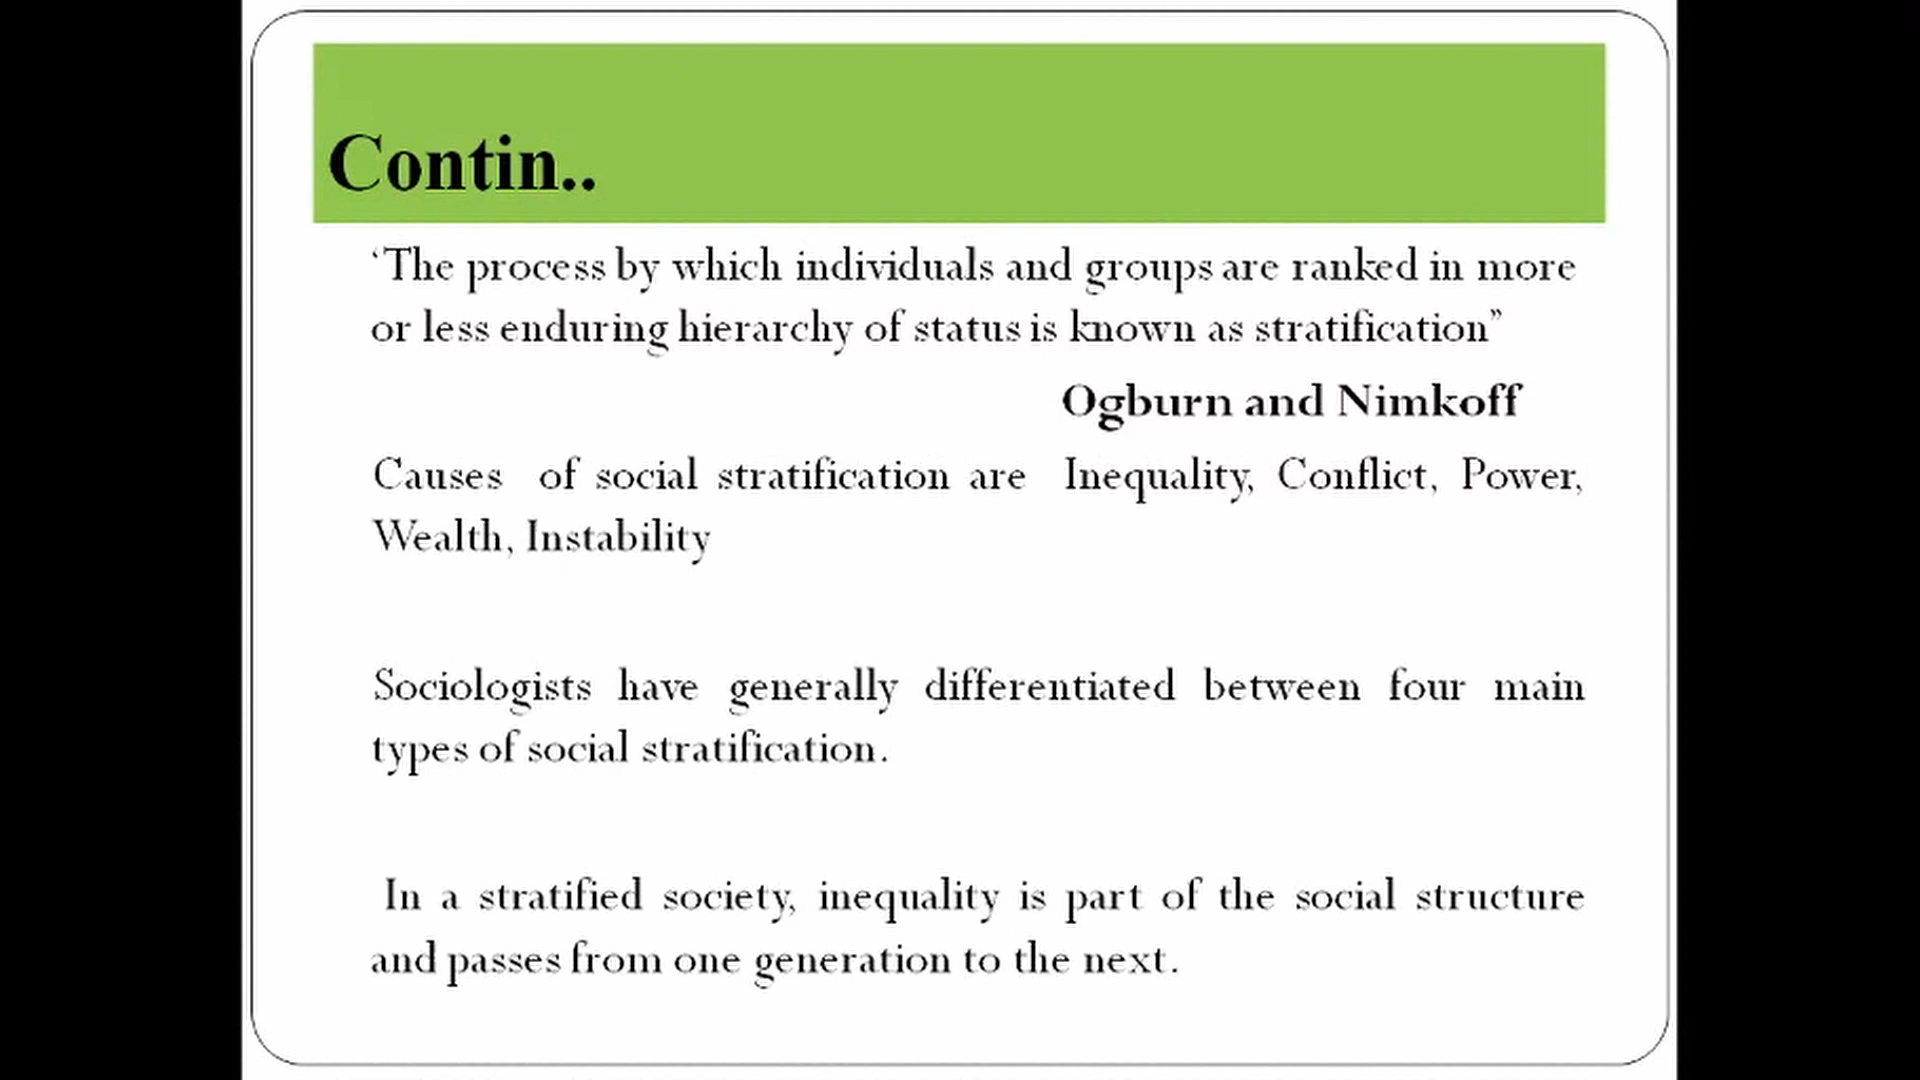 Contin..
‘The process by which individuals and groups are ranked in more
or less enduring hierarchy of status is known as stratification”
Ogburn and Nimkoff
Causes of social stratification are Inequality, Conflict, Power,
Wealth, Instability
Sociologists have generally differentiated between four main
types of social stratification.
In a stratified society, inequality is part of the social structure
and passes from one generation to the next.